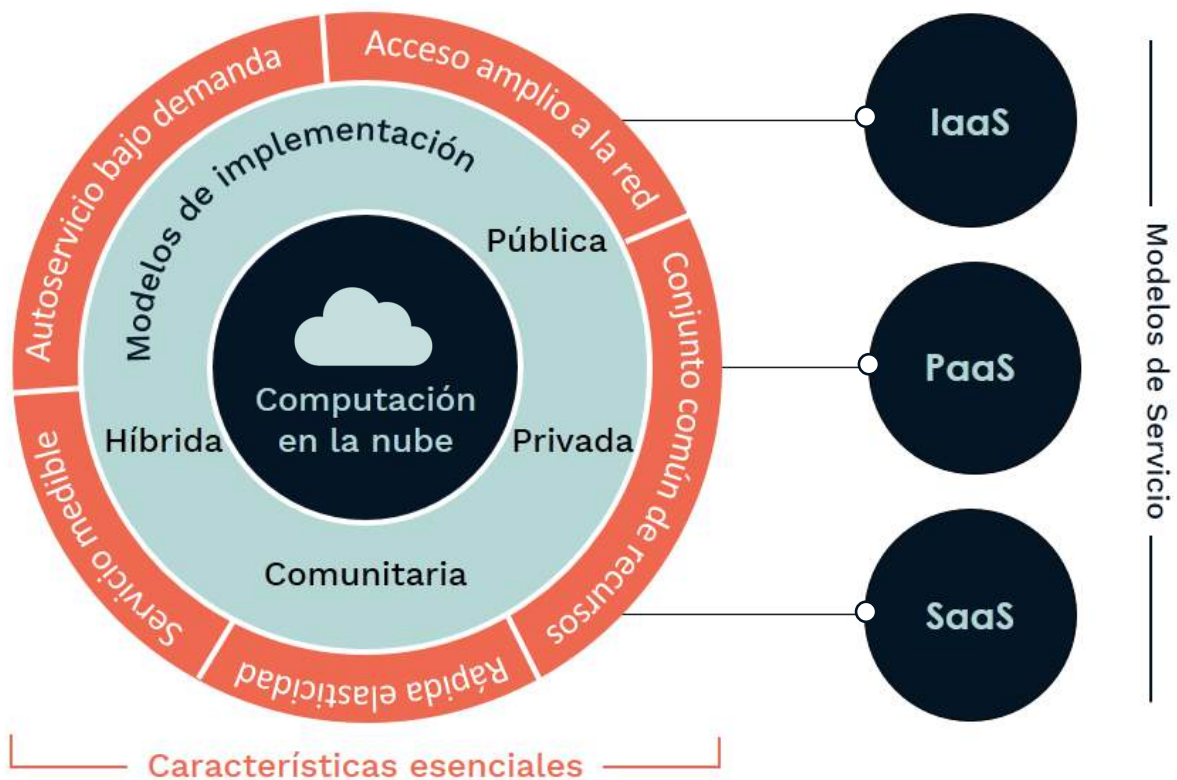 Autoservicio bajo demanda
Acceso amplio a la red
Conjunto común de recursos
Rápida elasticidad
Servicio medible
Modelos de implementación
Pública
Privada
Comunitaria
Híbrida
Computación
en la nube
IaaS
PaaS
SaaS
Modelos de Servicio
Características esenciales